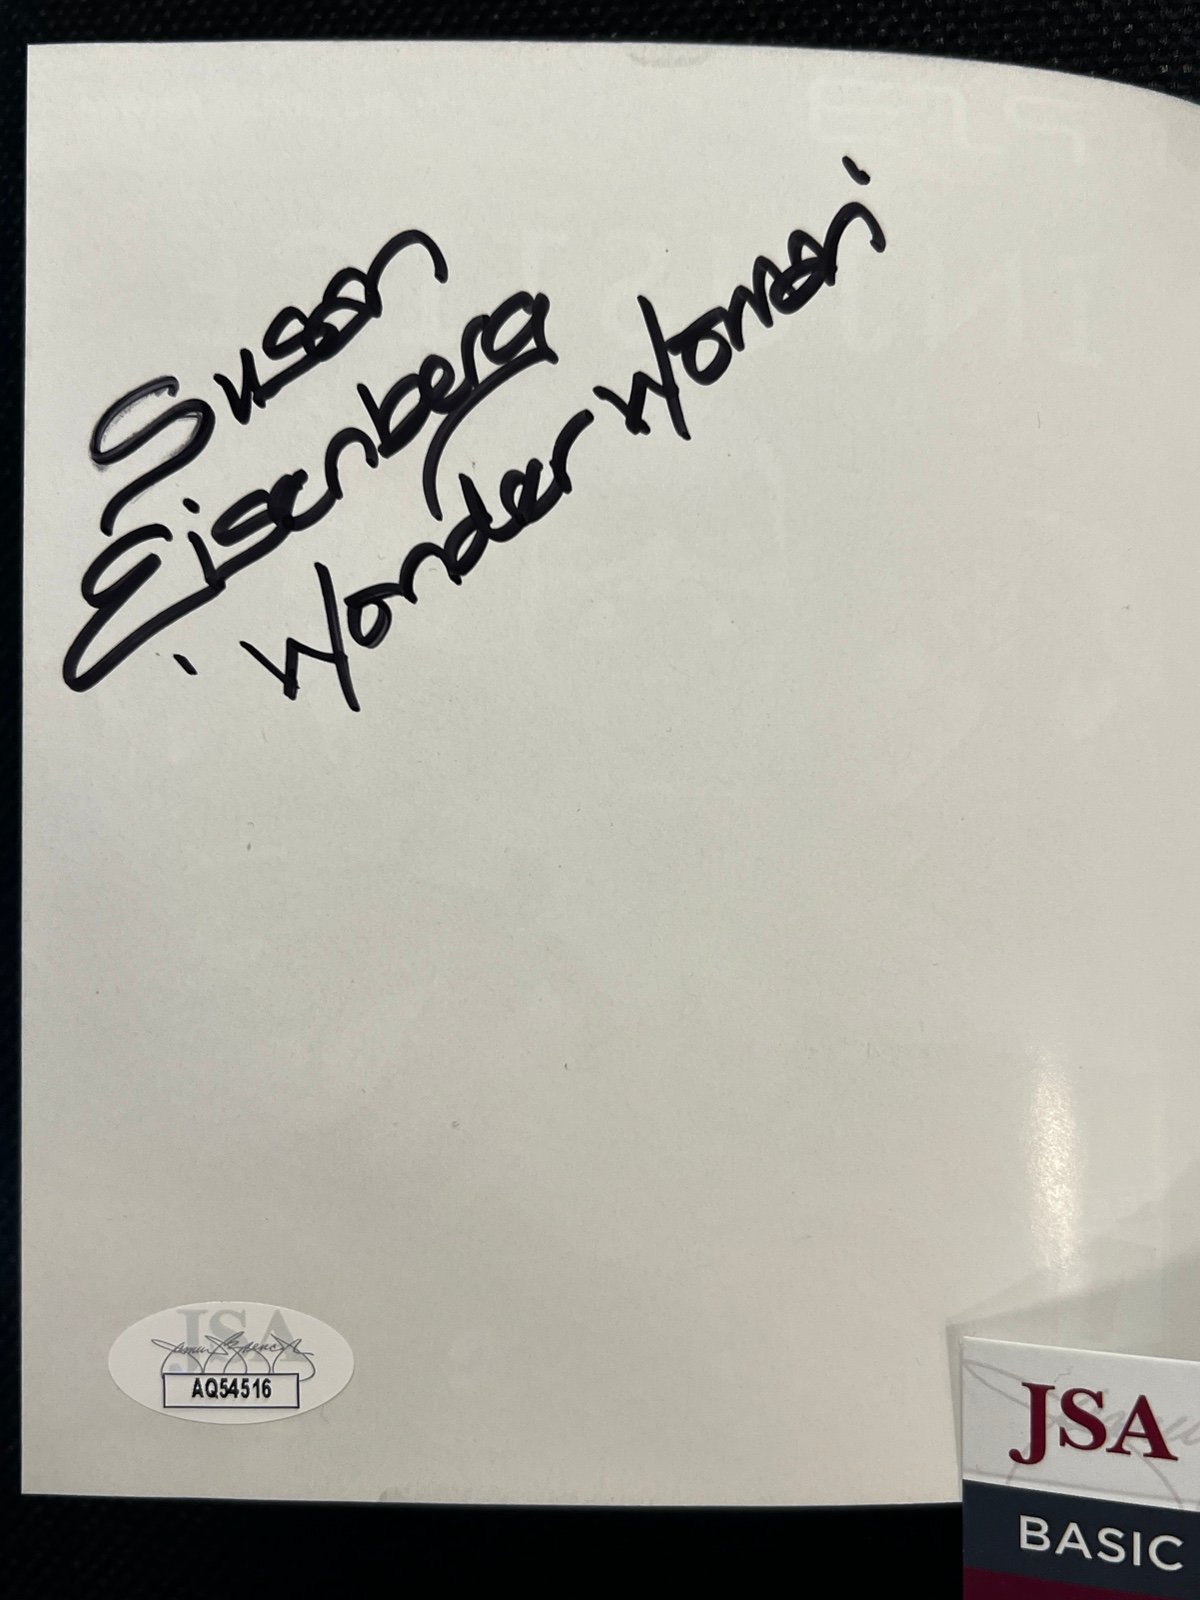 Susan
Eisenberg
'Wonder Woman'
JSA
AQ54516
JSA
BASIC